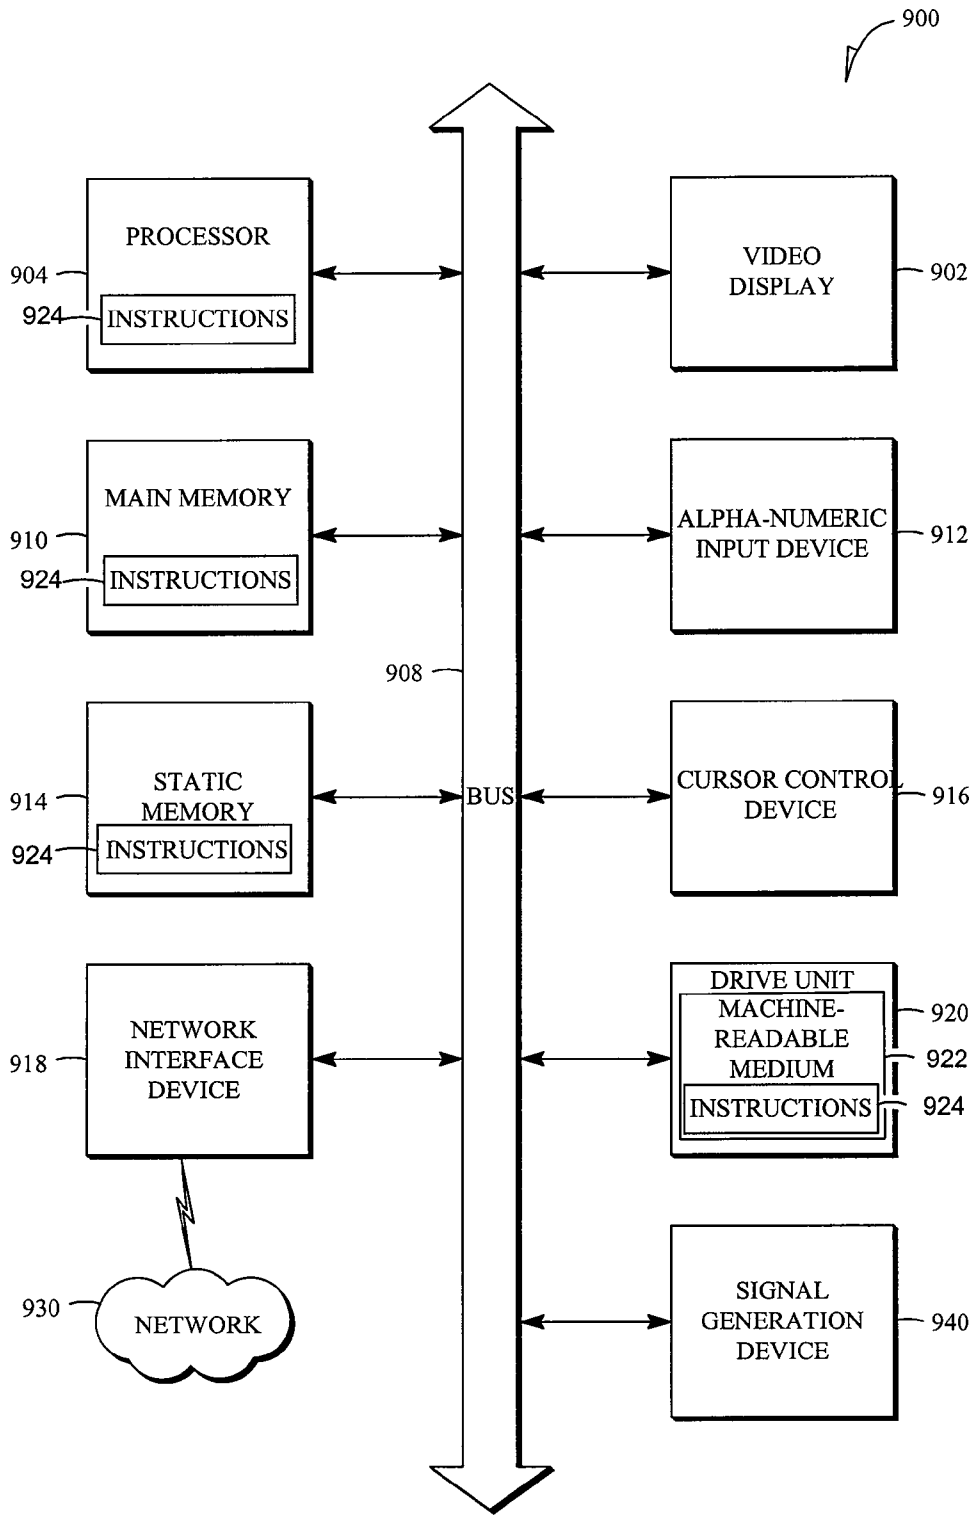 900
PROCESSOR
904
924
INSTRUCTIONS
VIDEO
DISPLAY
902
MAIN MEMORY
910
924
INSTRUCTIONS
ALPHA-NUMERIC
INPUT DEVICE
912
908
STATIC
MEMORY
914
924
INSTRUCTIONS
BUS
CURSOR CONTROL
DEVICE
916
NETWORK
INTERFACE
DEVICE
918
DRIVE UNIT
920
MACHINE-
READABLE
MEDIUM
922
INSTRUCTIONS
924
930
NETWORK
SIGNAL
GENERATION
DEVICE
940